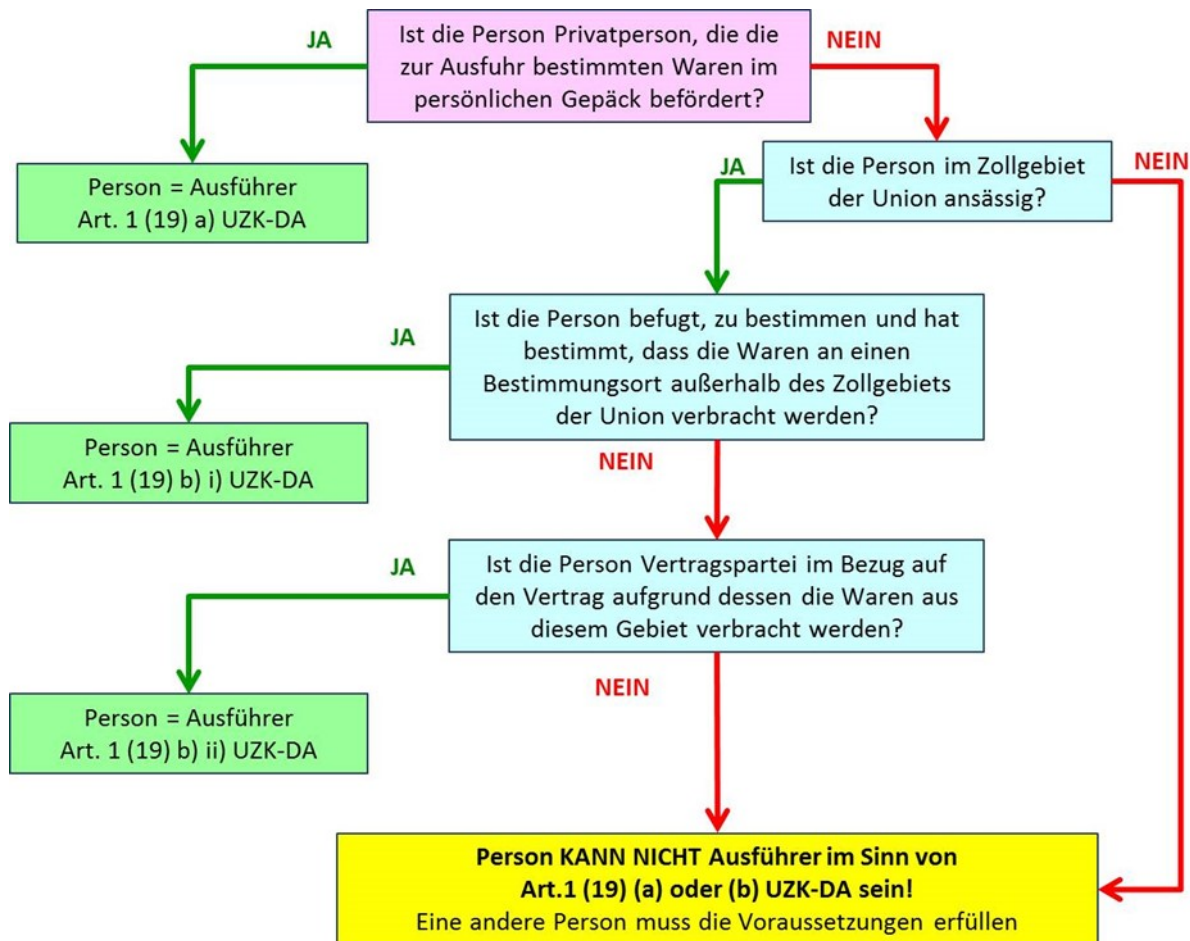 JA
Ist die Person Privatperson, die die
zur Ausfuhr bestimmten Waren im
persönlichen Gepäck befördert?
NEIN
Person = Ausführer
Art. 1 (19) a) UZK-DA
JA
Ist die Person im Zollgebiet
der Union ansässig?
NEIN
JA
Ist die Person befugt, zu bestimmen und hat
bestimmt, dass die Waren an einen
Bestimmungsort außerhalb des Zollgebiets
der Union verbracht werden?
Person = Ausführer
Art. 1 (19) b) i) UZK-DA
NEIN
JA
Ist die Person Vertragspartei im Bezug auf
den Vertrag aufgrund dessen die Waren aus
diesem Gebiet verbracht werden?
Person = Ausführer
Art. 1 (19) b) ii) UZK-DA
NEIN
Person KANN NICHT Ausführer im Sinn von
Art.1 (19) (a) oder (b) UZK-DA sein!
Eine andere Person muss die Voraussetzungen erfüllen